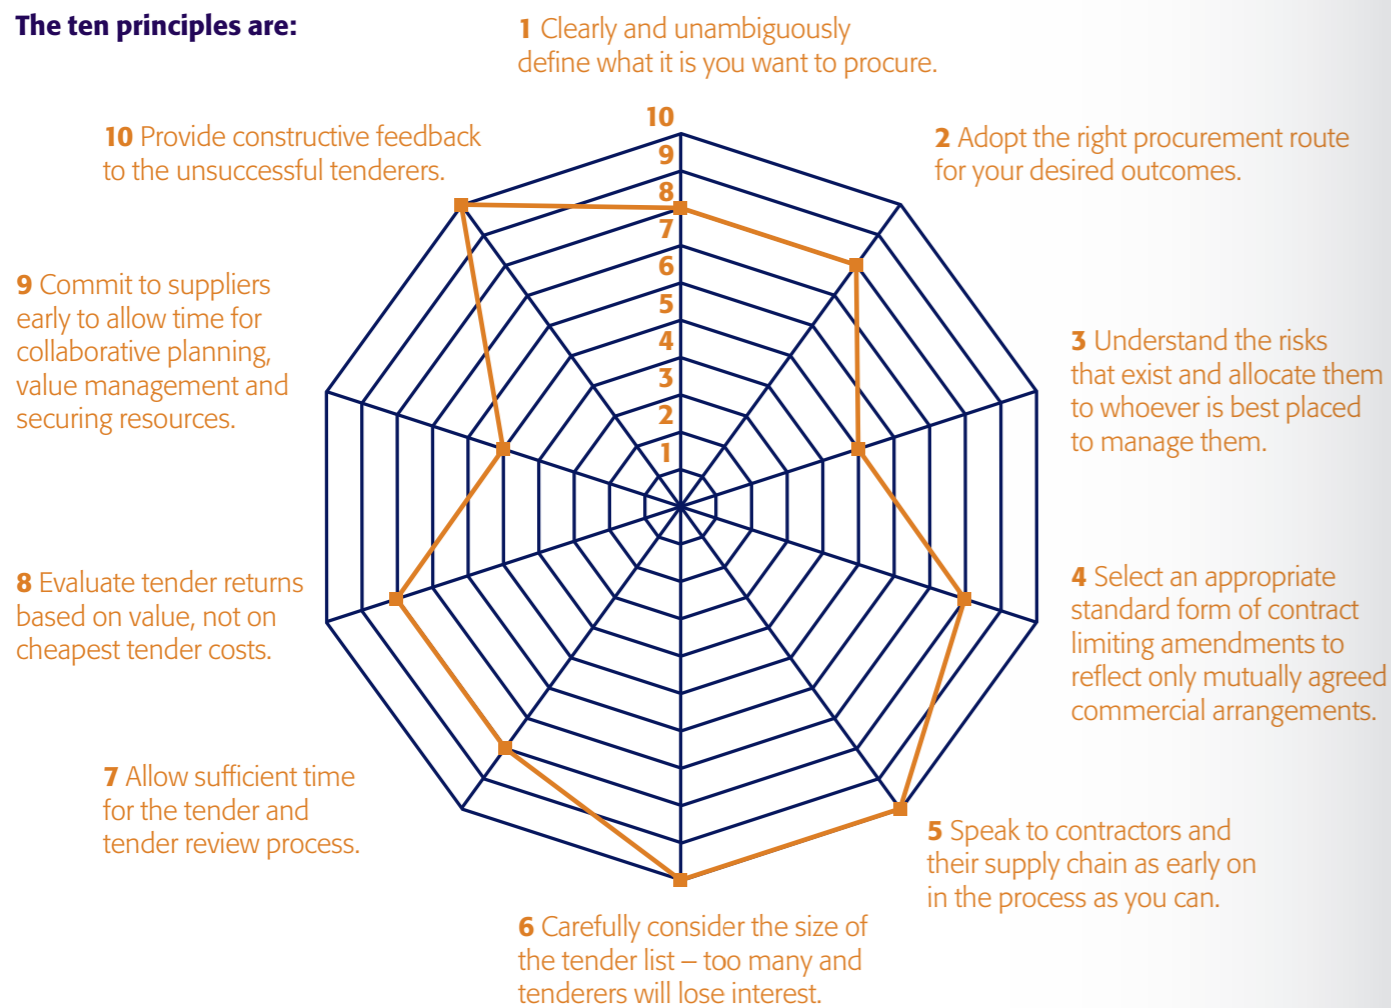 The ten principles are:
1 Clearly and unambiguously
define what it is you want to procure.
2 Adopt the right procurement route
for your desired outcomes.
3 Understand the risks
that exist and allocate them
to whoever is best placed
to manage them.
4 Select an appropriate
standard form of contract
limiting amendments to
reflect only mutually agreed
commercial arrangements.
5 Speak to contractors and
their supply chain as early on
in the process as you can.
6 Carefully consider the size of
the tender list – too many and
tenderers will lose interest.
7 Allow sufficient time
for the tender and
tender review process.
8 Evaluate tender returns
based on value, not on
cheapest tender costs.
9 Commit to suppliers
early to allow time for
collaborative planning,
value management and
securing resources.
10 Provide constructive feedback
to the unsuccessful tenderers.
10
9
8
7
6
5
4
3
2
1